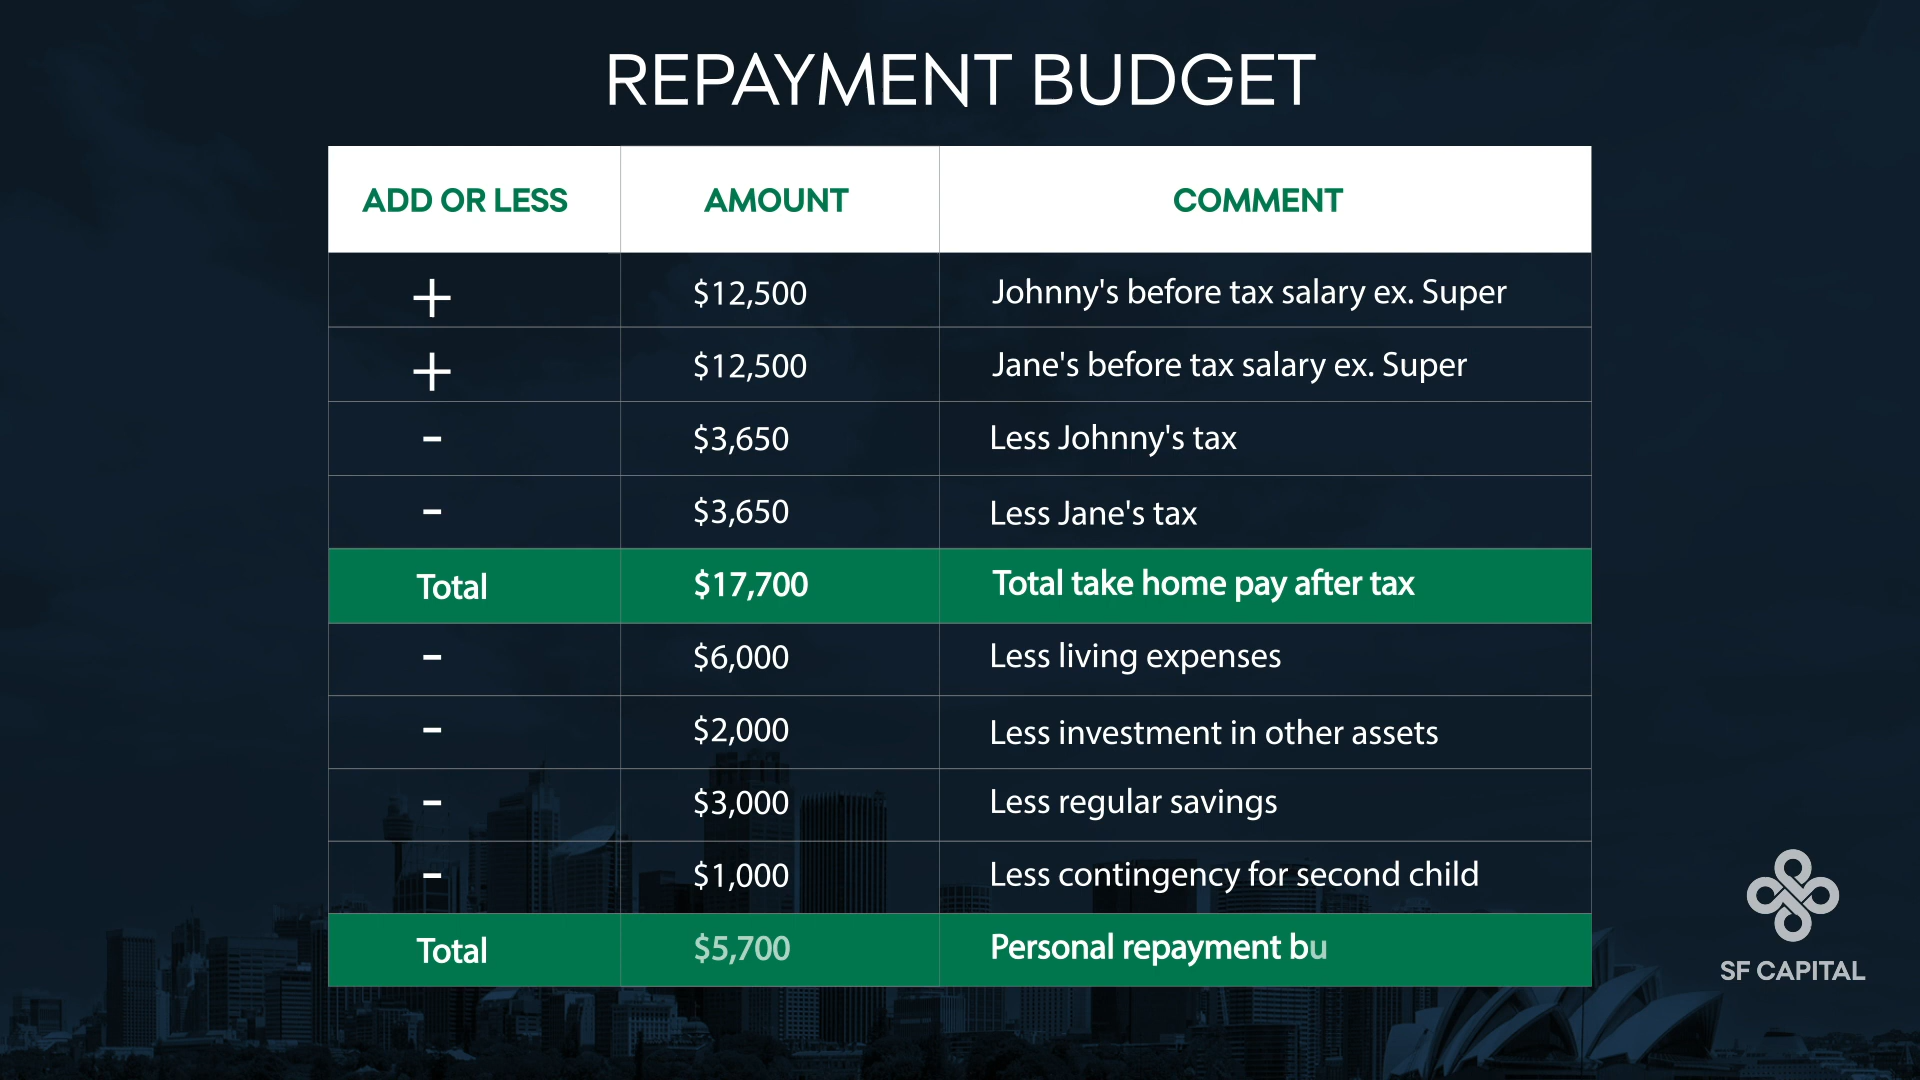 REPAYMENT BUDGET
ADD OR LESS AMOUNT COMMENT
+ $12,500 Johnny's before tax salary ex. Super
+ $12,500 Jane's before tax salary ex. Super
- $3,650 Less Johnny's tax
- $3,650 Less Jane's tax
Total $17,700 Total take home pay after tax
- $6,000 Less living expenses
- $2,000 Less investment in other assets
- $3,000 Less regular savings
- $1,000 Less contingency for second child
Total $5,700 Personal repayment bu
SF CAPITAL